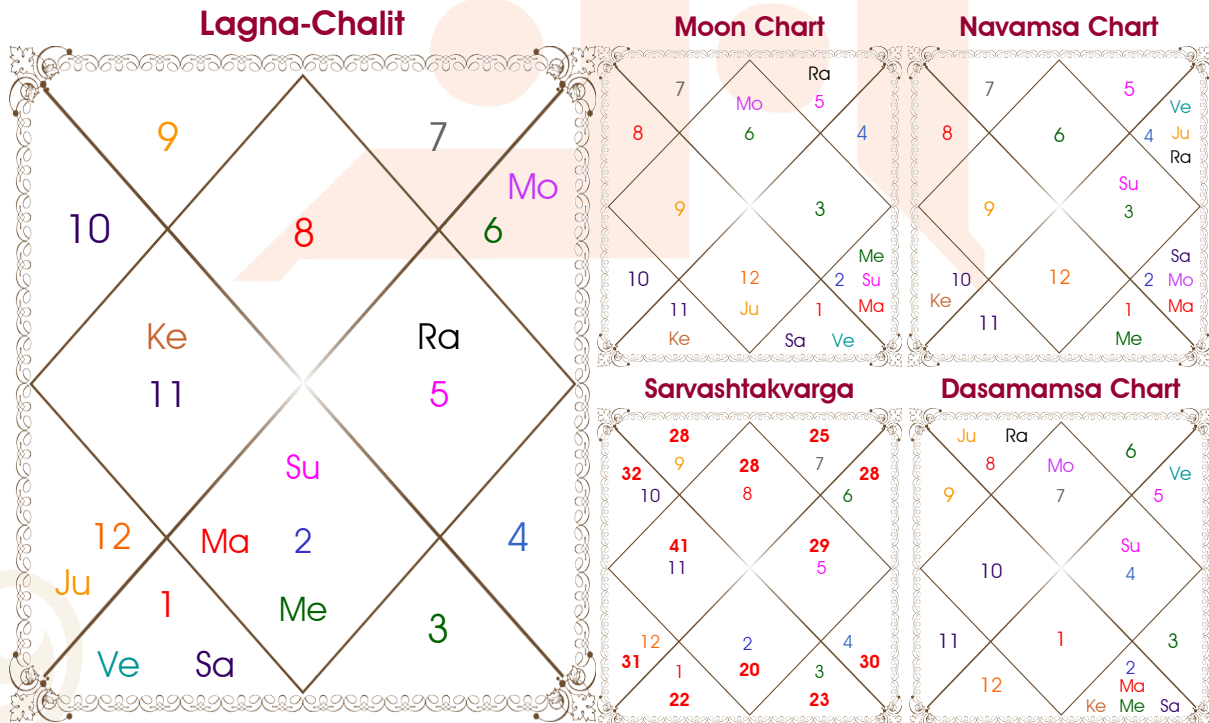 Lagna-Chalit
9
7
Mo
10
8
6
Ke
Ra
11
5
Su
12
Ma
2
4
Ju
1
Me
3
Ve
Sa
Moon Chart
Ra
7
Mo
5
8
6
4
9
3
Me
10
12
2
Su
11
Ju
1
Ma
Ke
Sa
Ve
Navamsa Chart
7
5
Ve
8
6
4
Ju
Ra
Su
9
3
Sa
10
12
2
Mo
Ke
11
1
Ma
Me
Sarvashtakvarga
28
25
32
9
28
7
28
10
8
6
41
29
11
5
12
2
4
31
1
20
3
30
22
23
Dasamamsa Chart
Ju
Ra
6
8
Mo
Ve
9
7
5
Su
10
4
11
1
3
2
12
Ma
Ke
Me
Sa